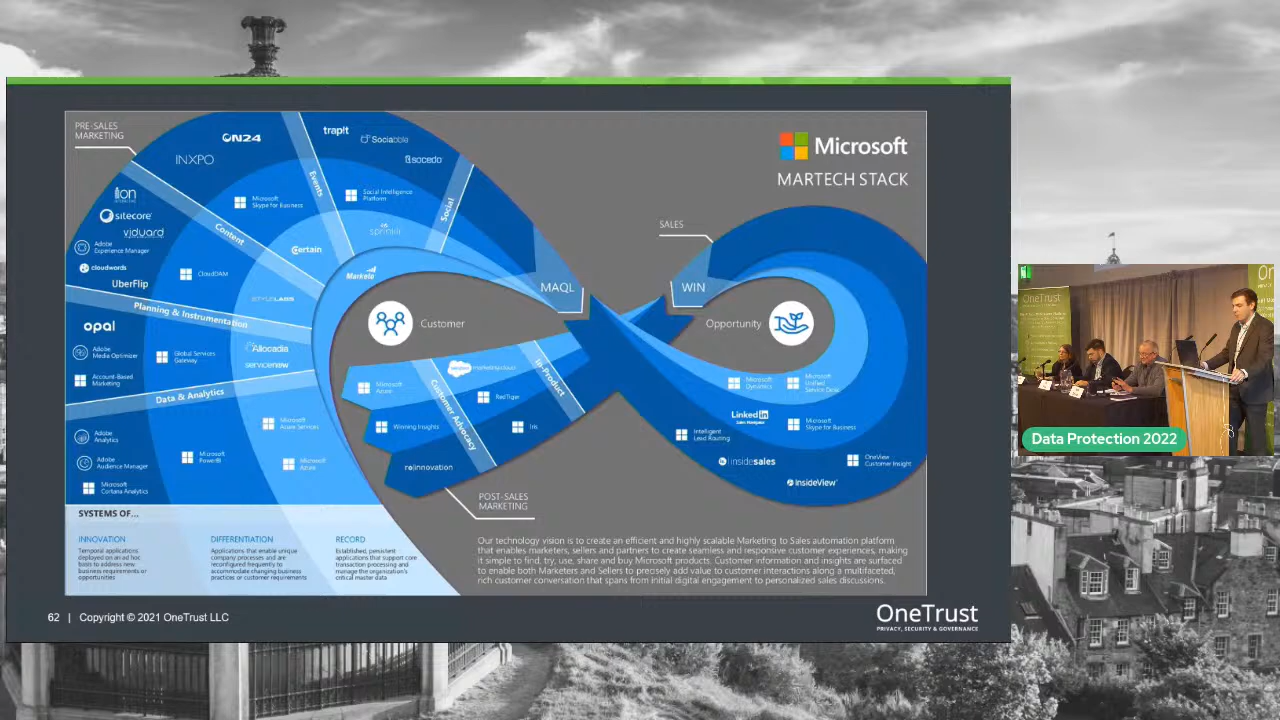 PRE-SALES
MARKETING
ON24
INXPO
trap!t
Sociabble
socedo
Microsoft
MARTECH STACK
ion
interactive
sitecore
vidyard
Adobe
Experience Manager
cloudwords
UberFlip
Microsoft
Skype for Business
Events
Social Intelligence
Platform
Social
Content
CloudDAM
Certain
sprinklr
Marketo
STYLELABS
SALES
MAQL
WIN
Planning & Instrumentation
opal
Adobe
Media Optimizer
Account-Based
Marketing
Global Services
Gateway
Allocadia
servicenow
Customer
Opportunity
Data & Analytics
Adobe
Analytics
Adobe
Audience Manager
Microsoft
Cortana Analytics
Microsoft
PowerBI
Microsoft
Azure Services
Microsoft
Azure
Microsoft
Azure
Winning Insights
re|innovation
Customer Advocacy
RedTiger
Iris
In-Product
Microsoft
Dynamics
Microsoft
Unified
Service Desk
LinkedIn
Sales Navigator
Microsoft
Skype for Business
Intelligent
Lead Routing
insidesales
OneView
Customer Insight
InsideView
POST-SALES
MARKETING
SYSTEMS OF...
INNOVATION
Temporal applications
deployed on an ad hoc
basis to address new
business requirements or
opportunities
DIFFERENTIATION
Applications that enable unique
company processes and are
reconfigured frequently to
accommodate changing business
practices or customer requirements
RECORD
Established, persistent
applications that support core
transaction processing and
manage the organization's
critical master data
Our technology vision is to create an efficient and highly scalable Marketing to Sales automation platform
that enables marketers, sellers and partners to create seamless and responsive customer experiences, making
it simple to find, try, use, share and buy Microsoft products. Customer information and insights are surfaced
to enable both Marketers and Sellers to precisely add value to customer interactions along a multifaceted,
rich customer conversation that spans from initial digital engagement to personalized sales discussions.
62 | Copyright © 2021 OneTrust LLC
OneTrust
PRIVACY, SECURITY & GOVERNANCE
OneTrust
Data Protection 2022